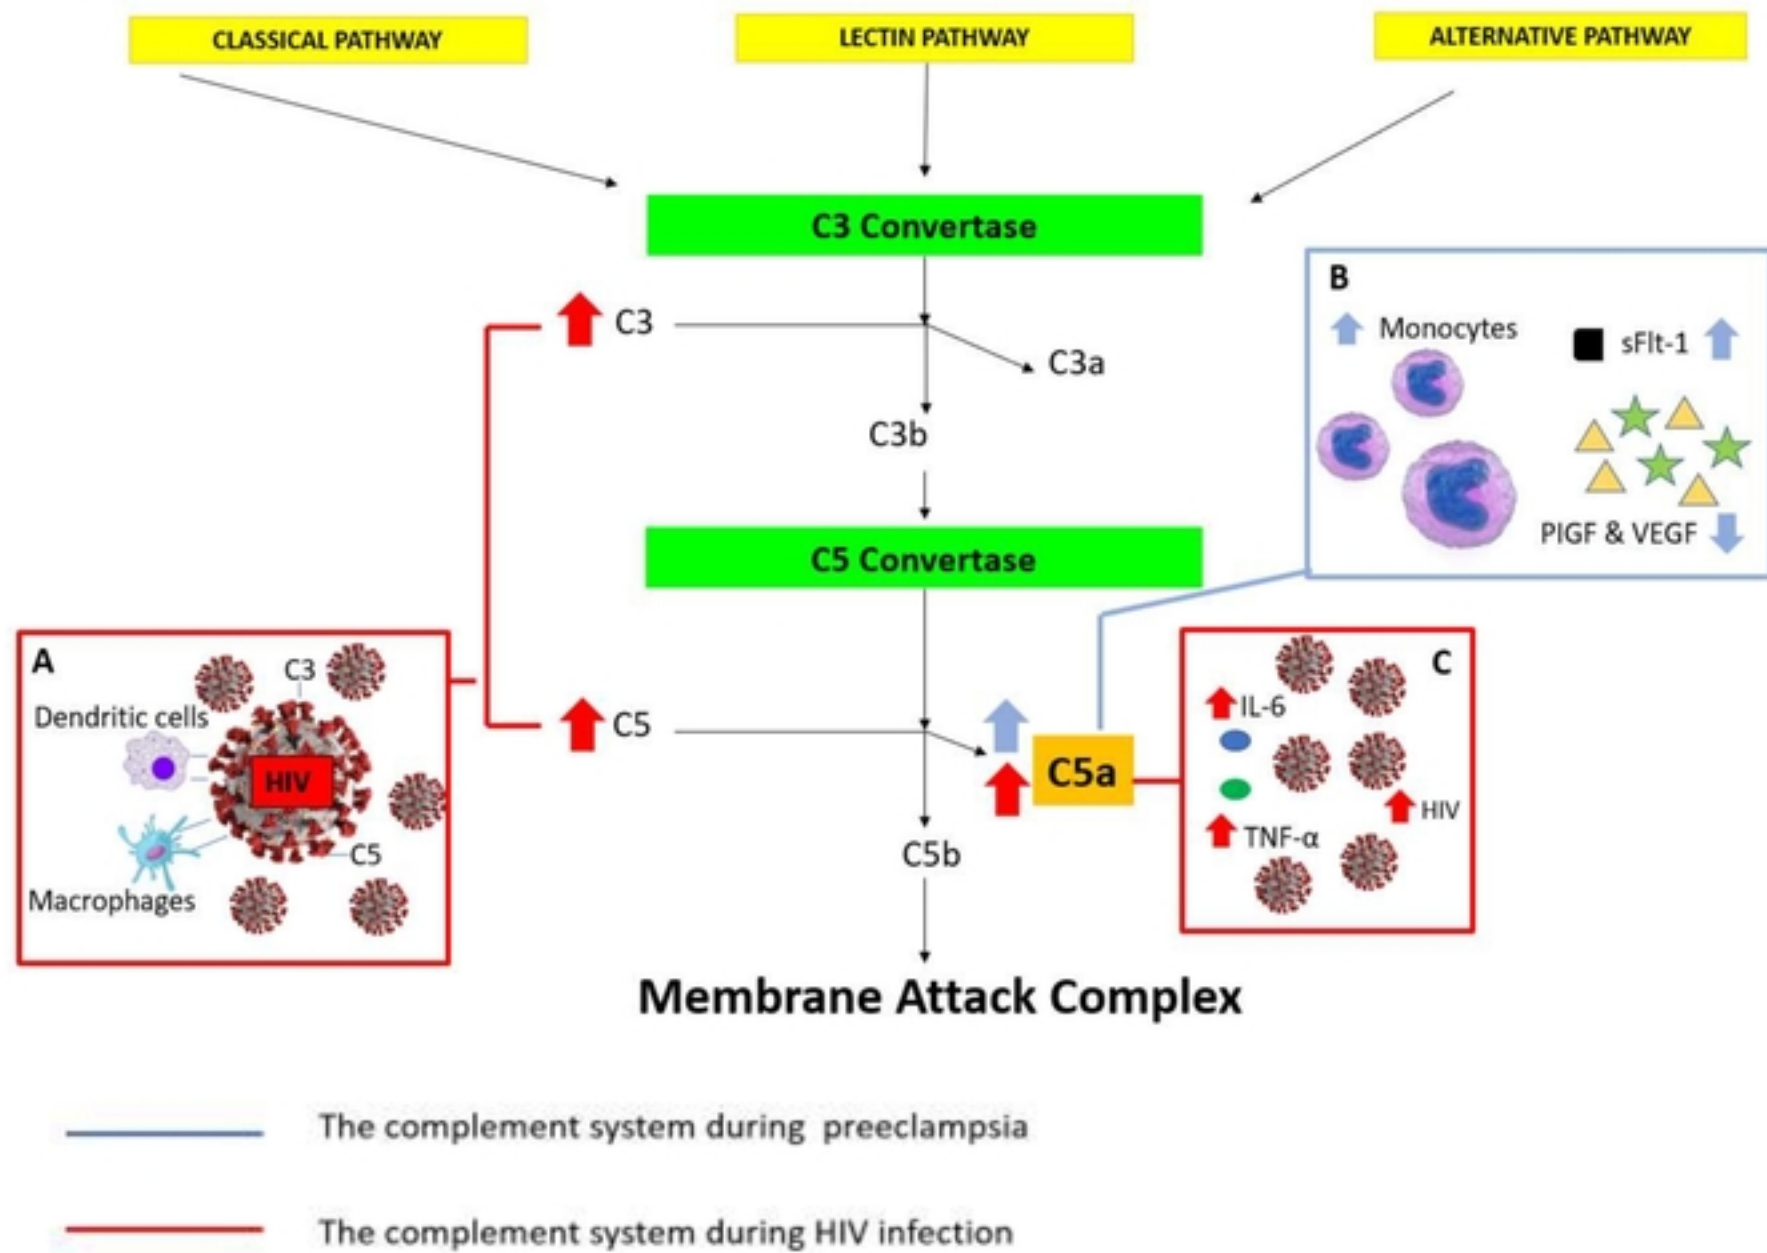 CLASSICAL PATHWAY
LECTIN PATHWAY
ALTERNATIVE PATHWAY
C3 Convertase
C3
C3a
C3b
B
Monocytes
sFlt-1
PIGF & VEGF
C5 Convertase
A
C3
Dendritic cells
HIV
C5
Macrophages
C5
C5a
C5b
C
IL-6
HIV
TNF-α
Membrane Attack Complex
The complement system during preeclampsia
The complement system during HIV infection